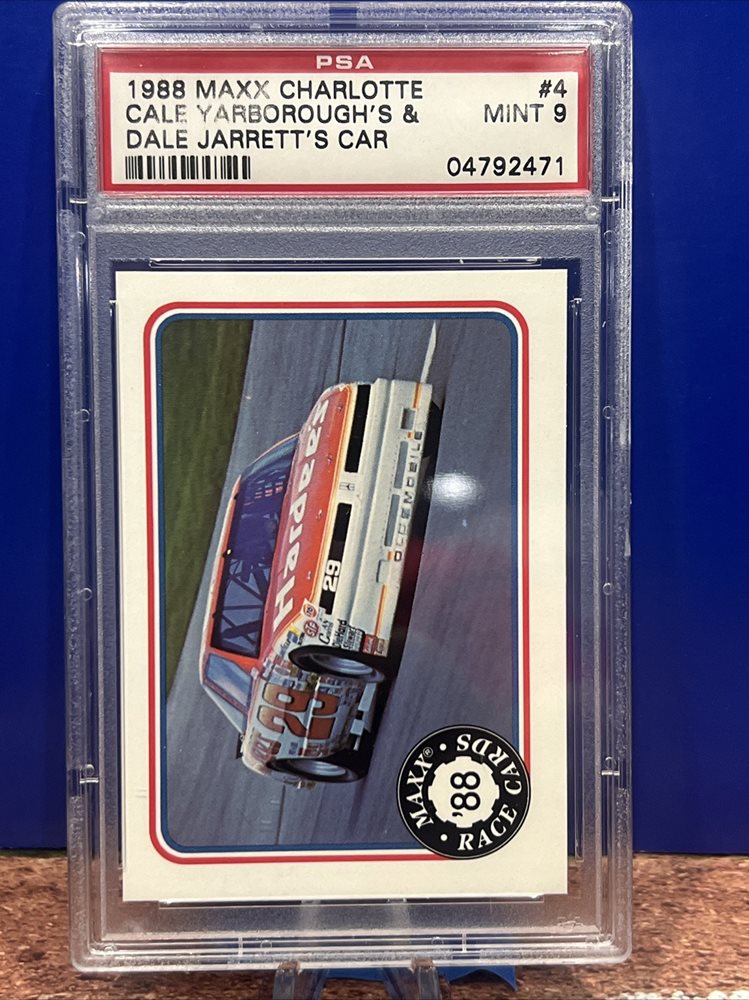 PSA
1988 MAXX CHARLOTTE #4
CALE YARBOROUGH'S & MINT 9
DALE JARRETT'S CAR
04792471
Hardee's
OLDSMOBILE
29
29
MAXX® • RACE CARDS •
'88